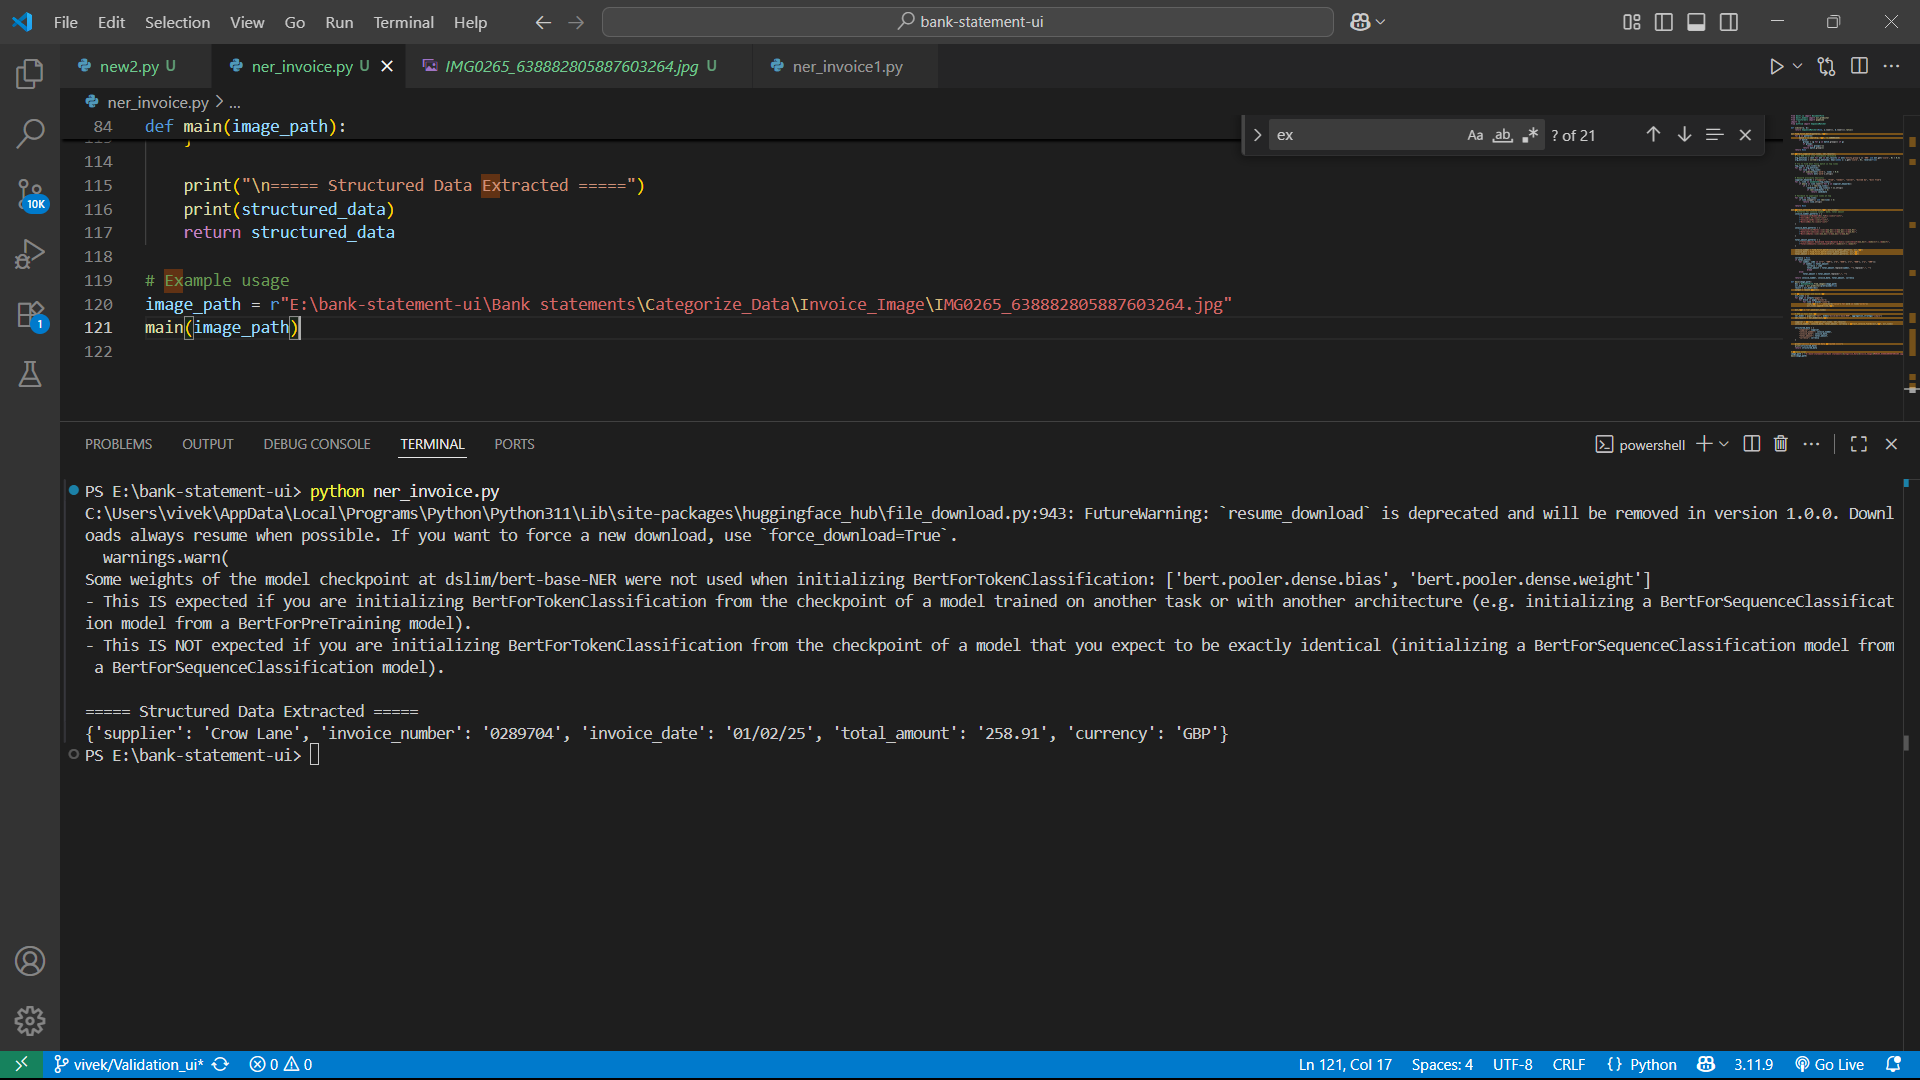 File Edit Selection View Go Run Terminal Help
bank-statement-ui
new2.py U
ner_invoice.py U
IMG0265_638882805887603264.jpg U
ner_invoice1.py
ner_invoice.py > ...
84 def main(image_path):
ex
Aa ab ? of 21
114
115 print("\n===== Structured Data Extracted =====")
116 print(structured_data)
117 return structured_data
118
119 # Example usage
120 image_path = r"E:\bank-statement-ui\Bank statements\Categorize_Data\Invoice_Image\IMG0265_638882805887603264.jpg"
121 main(image_path)
122
10K
1
PROBLEMS OUTPUT DEBUG CONSOLE TERMINAL PORTS
powershell
PS E:\bank-statement-ui> python ner_invoice.py
C:\Users\vivek\AppData\Local\Programs\Python\Python311\Lib\site-packages\huggingface_hub\file_download.py:943: FutureWarning: `resume_download` is deprecated and will be removed in version 1.0.0. Downl
oads always resume when possible. If you want to force a new download, use `force_download=True`.
warnings.warn(
Some weights of the model checkpoint at dslim/bert-base-NER were not used when initializing BertForTokenClassification: ['bert.pooler.dense.bias', 'bert.pooler.dense.weight']
- This IS expected if you are initializing BertForTokenClassification from the checkpoint of a model trained on another task or with another architecture (e.g. initializing a BertForSequenceClassificat
ion model from a BertForPreTraining model).
- This IS NOT expected if you are initializing BertForTokenClassification from the checkpoint of a model that you expect to be exactly identical (initializing a BertForSequenceClassification model from
a BertForSequenceClassification model).
===== Structured Data Extracted =====
{'supplier': 'Crow Lane', 'invoice_number': '0289704', 'invoice_date': '01/02/25', 'total_amount': '258.91', 'currency': 'GBP'}
PS E:\bank-statement-ui>
vivek/Validation_ui* 0 0
Ln 121, Col 17 Spaces: 4 UTF-8 CRLF {} Python 3.11.9 Go Live